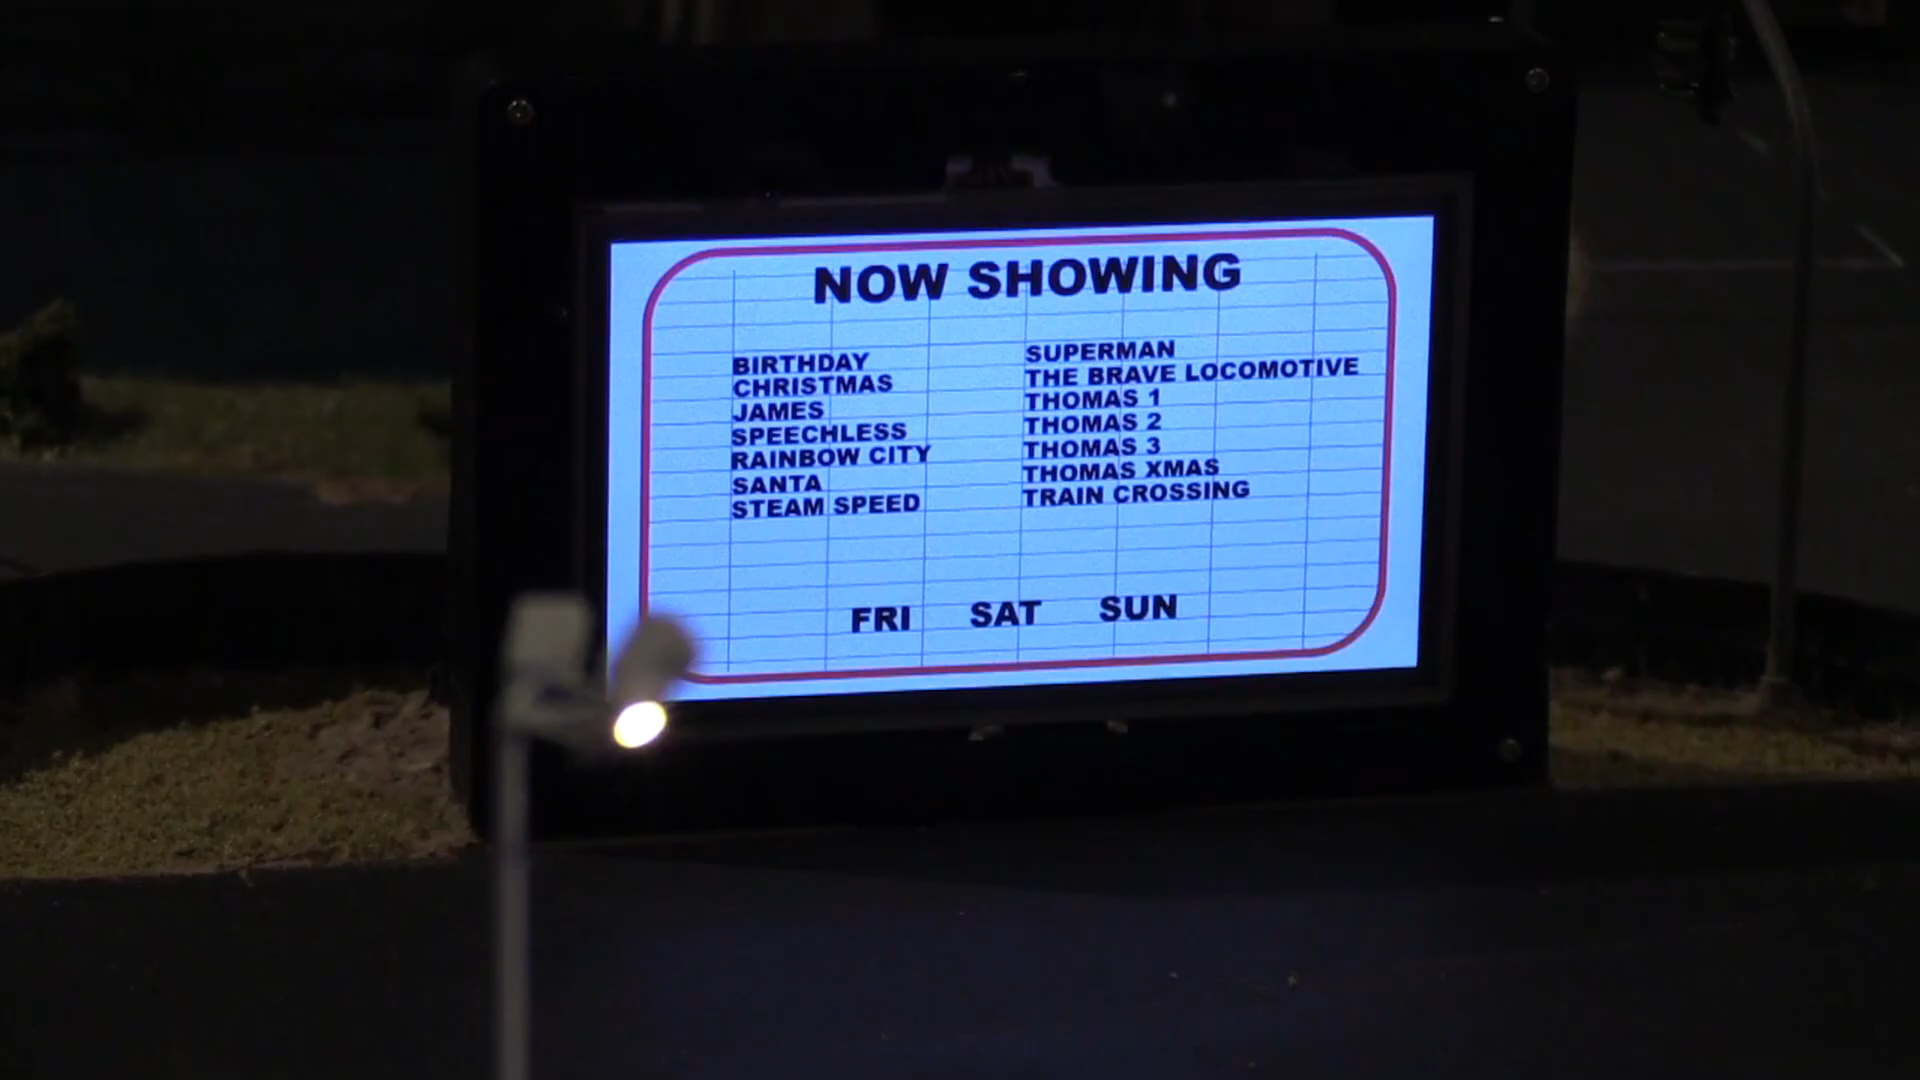 NOW SHOWING
BIRTHDAY
CHRISTMAS
JAMES
SPEECHLESS
RAINBOW CITY
SANTA
STEAM SPEED
SUPERMAN
THE BRAVE LOCOMOTIVE
THOMAS 1
THOMAS 2
THOMAS 3
THOMAS XMAS
TRAIN CROSSING
FRI SAT SUN